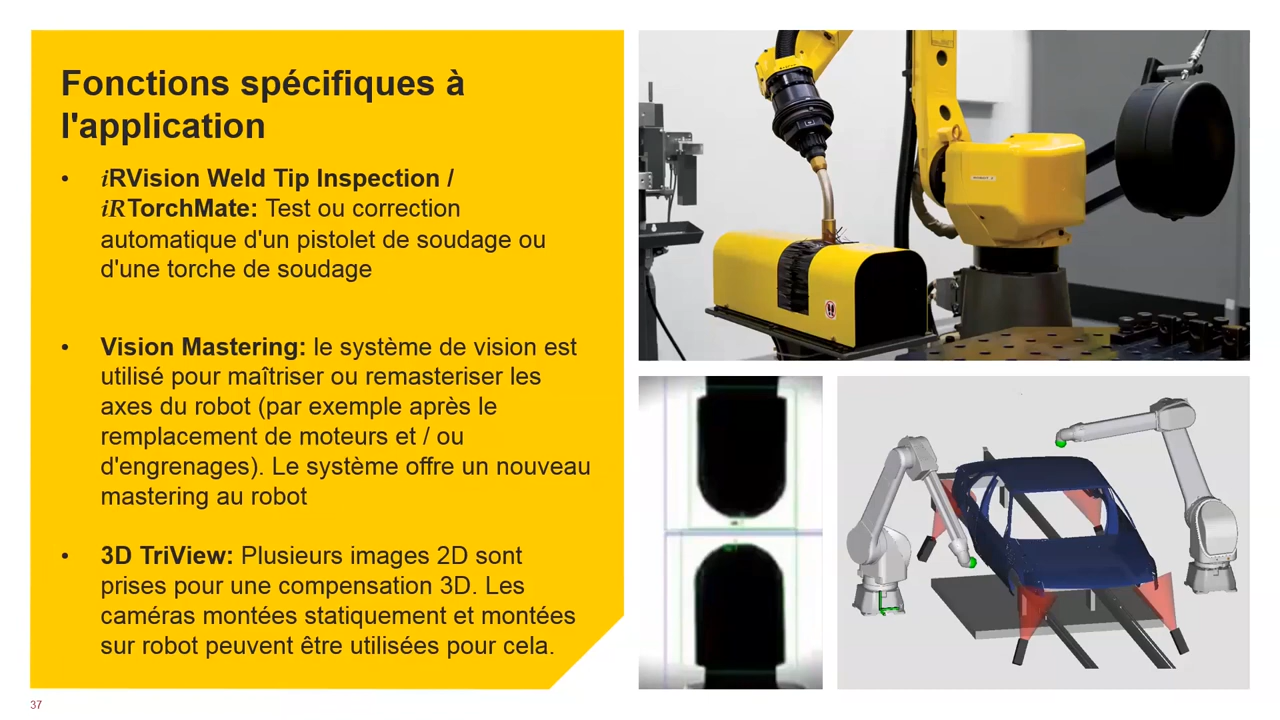 Fonctions spécifiques à
l'application
• iRVision Weld Tip Inspection /
iRTorchMate: Test ou correction
automatique d'un pistolet de soudage ou
d'une torche de soudage
• Vision Mastering: le système de vision est
utilisé pour maîtriser ou remasteriser les
axes du robot (par exemple après le
remplacement de moteurs et / ou
d'engrenages). Le système offre un nouveau
mastering au robot
• 3D TriView: Plusieurs images 2D sont
prises pour une compensation 3D. Les
caméras montées statiquement et montées
sur robot peuvent être utilisées pour cela.
37